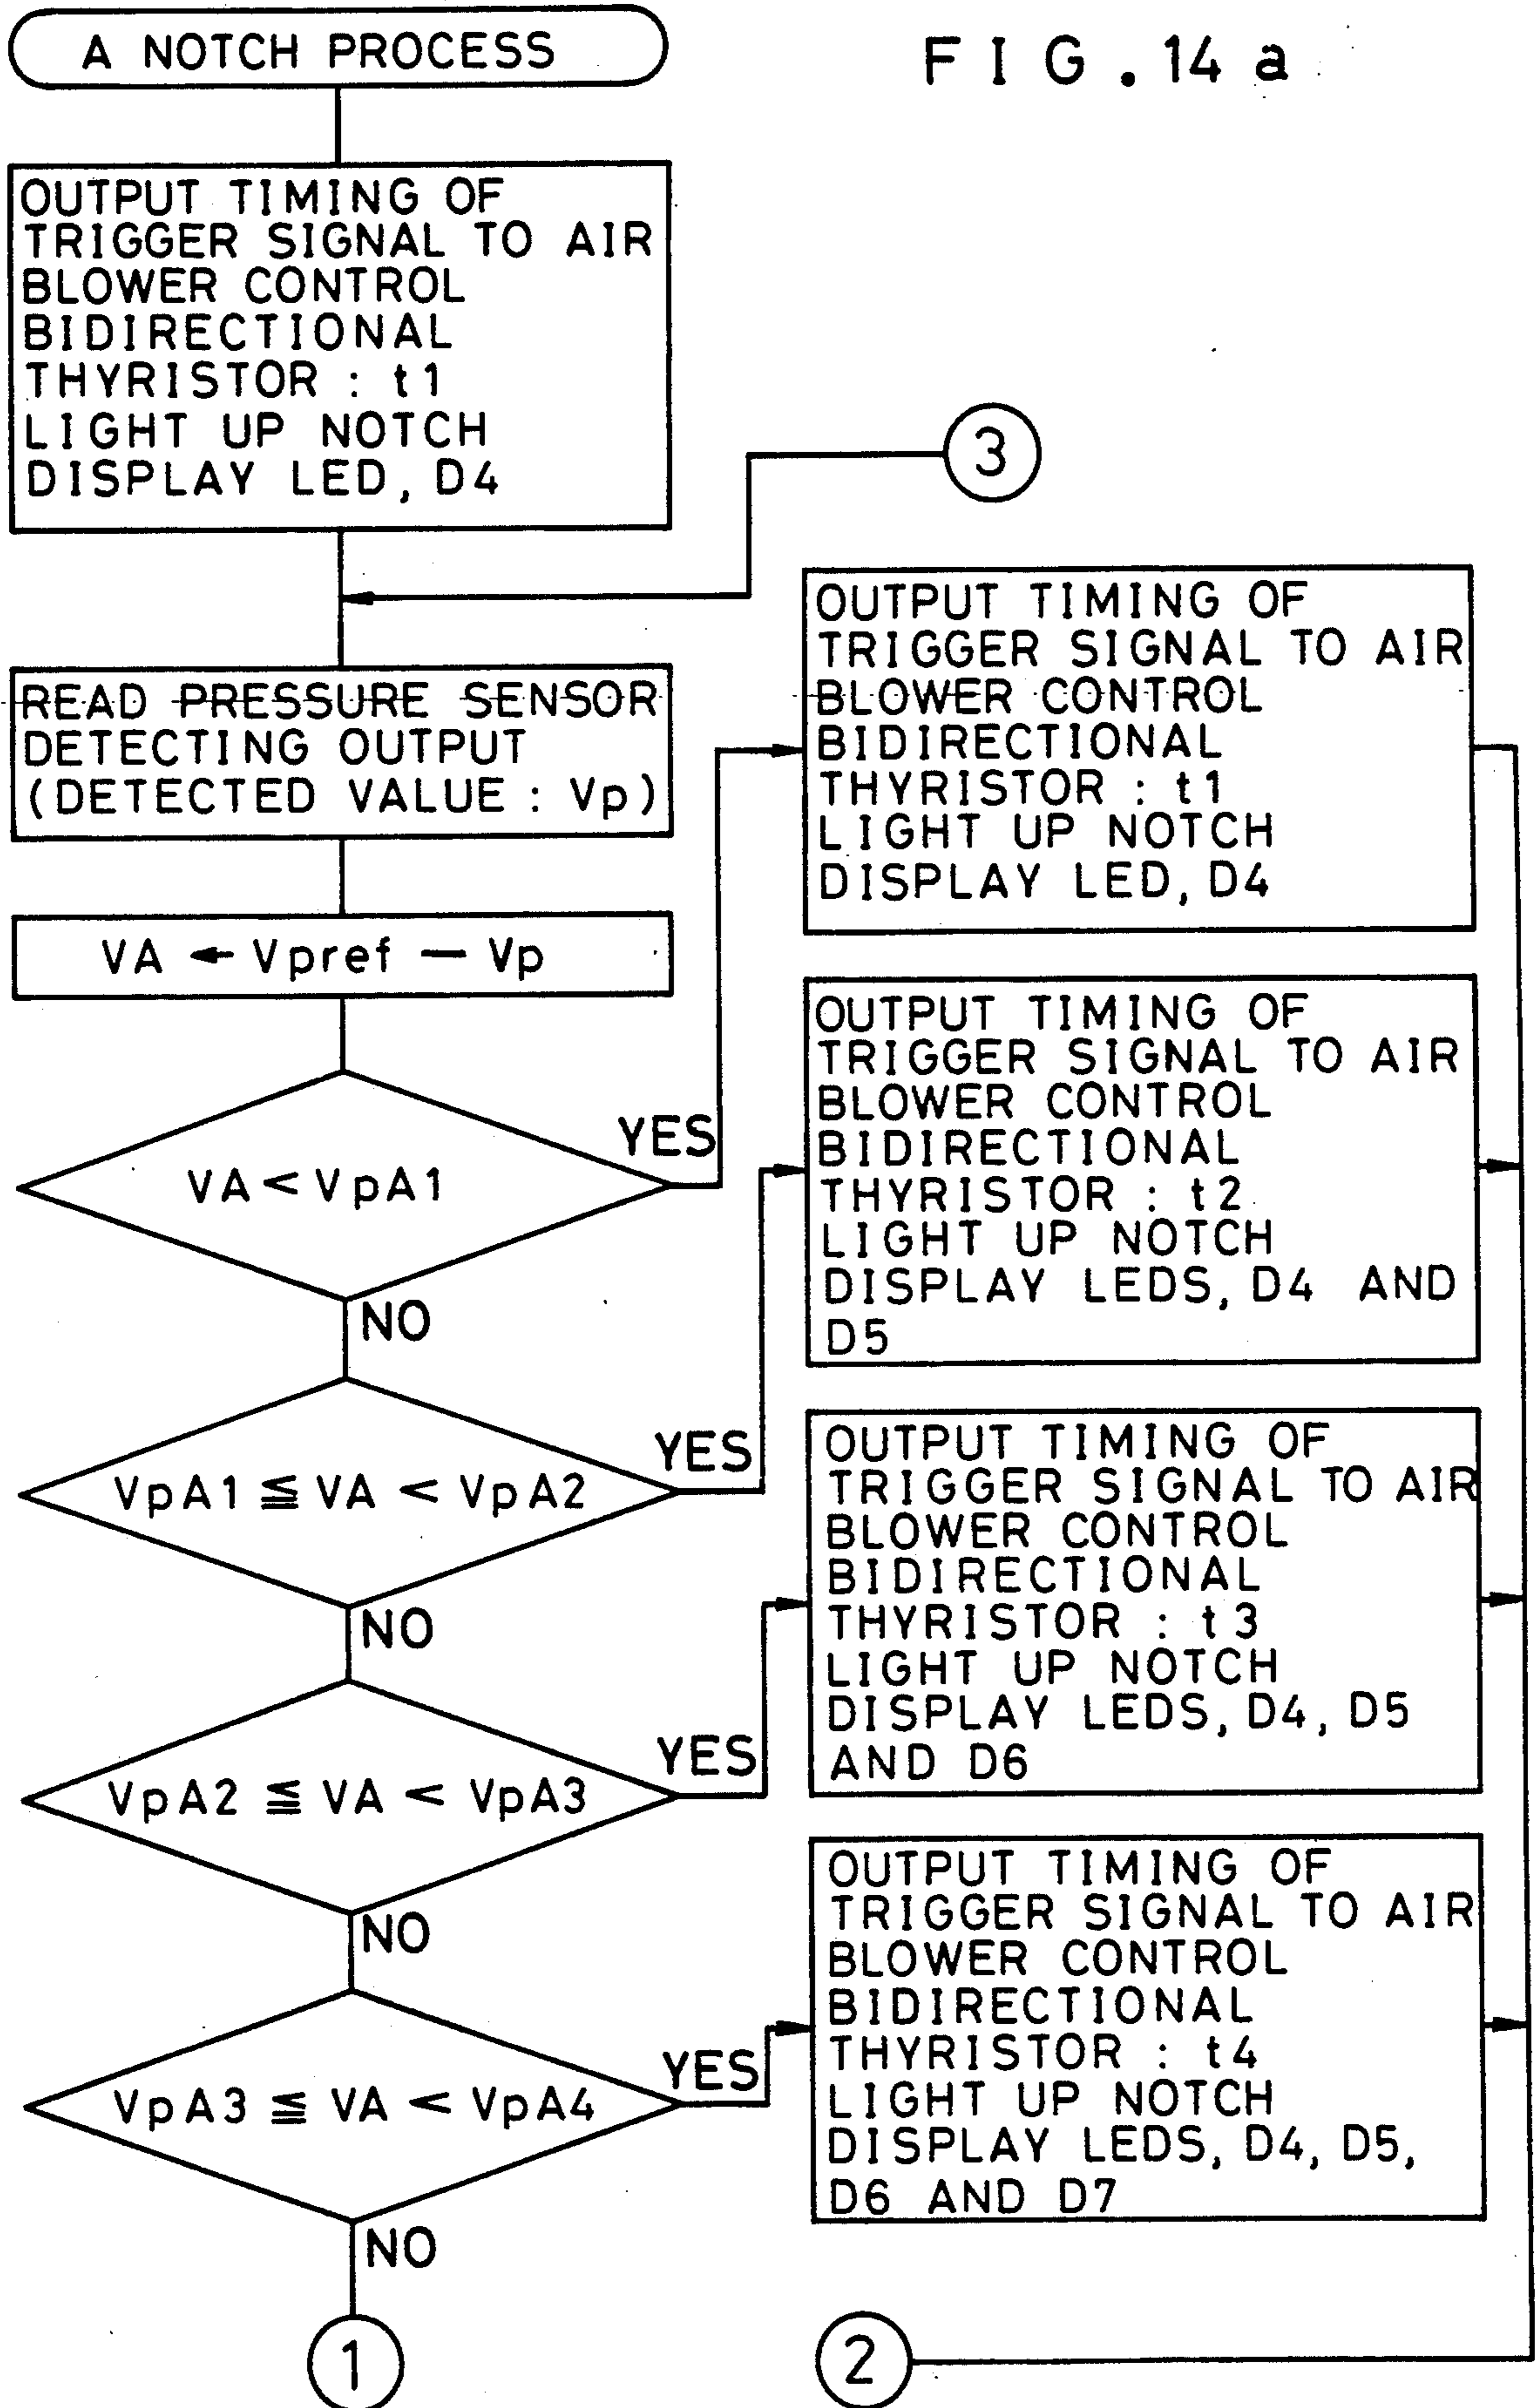 A NOTCH PROCESS
FIG.14 a
OUTPUT TIMING OF
TRIGGER SIGNAL TO AIR
BLOWER CONTROL
BIDIRECTIONAL
THYRISTOR : t1
LIGHT UP NOTCH
DISPLAY LED, D4
3
READ PRESSURE SENSOR
DETECTING OUTPUT
(DETECTED VALUE : Vp)
VA ← Vpref − Vp
VA < VpA1
YES
NO
OUTPUT TIMING OF
TRIGGER SIGNAL TO AIR
BLOWER CONTROL
BIDIRECTIONAL
THYRISTOR : t1
LIGHT UP NOTCH
DISPLAY LED, D4
VpA1 ≦ VA < VpA2
YES
NO
OUTPUT TIMING OF
TRIGGER SIGNAL TO AIR
BLOWER CONTROL
BIDIRECTIONAL
THYRISTOR : t2
LIGHT UP NOTCH
DISPLAY LEDS, D4 AND
D5
VpA2 ≦ VA < VpA3
YES
NO
OUTPUT TIMING OF
TRIGGER SIGNAL TO AIR
BLOWER CONTROL
BIDIRECTIONAL
THYRISTOR : t3
LIGHT UP NOTCH
DISPLAY LEDS, D4, D5
AND D6
VpA3 ≦ VA < VpA4
YES
NO
OUTPUT TIMING OF
TRIGGER SIGNAL TO AIR
BLOWER CONTROL
BIDIRECTIONAL
THYRISTOR : t4
LIGHT UP NOTCH
DISPLAY LEDS, D4, D5,
D6 AND D7
1
2